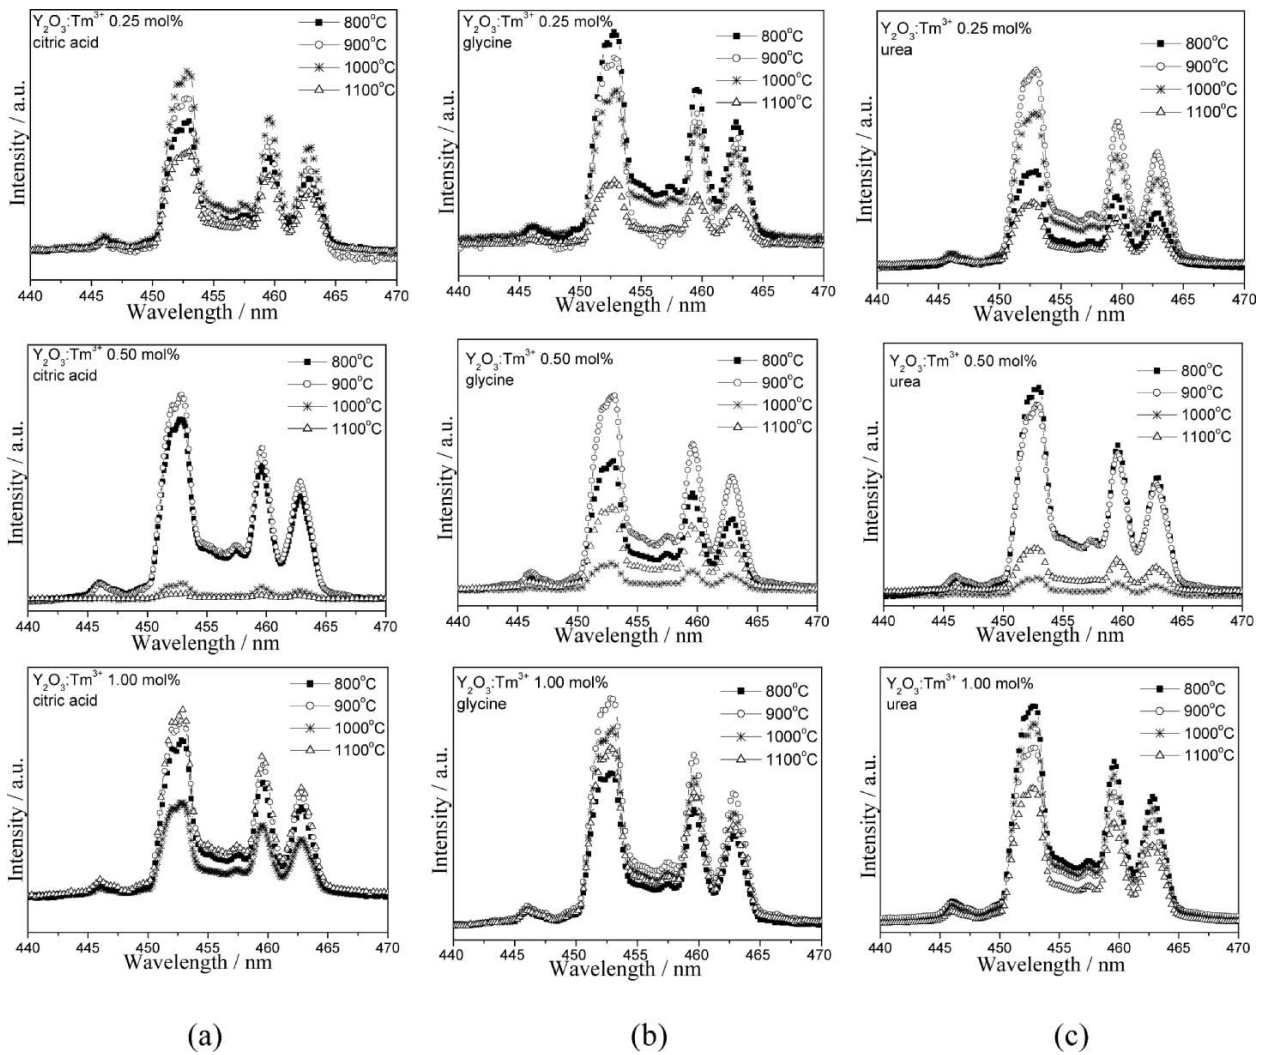 Y₂O₃:Tm³⁺ 0.25 mol%
citric acid
800°C
900°C
1000°C
1100°C
Intensity / a.u.
440 445 450 455 460 465 470
Wavelength / nm
Y₂O₃:Tm³⁺ 0.25 mol%
glycine
800°C
900°C
1000°C
1100°C
Intensity / a.u.
440 445 450 455 460 465 470
Wavelength / nm
Y₂O₃:Tm³⁺ 0.25 mol%
urea
800°C
900°C
1000°C
1100°C
Intensity / a.u.
440 445 450 455 460 465 470
Wavelength / nm
Y₂O₃:Tm³⁺ 0.50 mol%
citric acid
800°C
900°C
1000°C
1100°C
Intensity / a.u.
440 445 450 455 460 465 470
Wavelength / nm
Y₂O₃:Tm³⁺ 0.50 mol%
glycine
800°C
900°C
1000°C
1100°C
Intensity / a.u.
440 445 450 455 460 465 470
Wavelength / nm
Y₂O₃:Tm³⁺ 0.50 mol%
urea
800°C
900°C
1000°C
1100°C
Intensity / a.u.
440 445 450 455 460 465 470
Wavelength / nm
Y₂O₃:Tm³⁺ 1.00 mol%
citric acid
800°C
900°C
1000°C
1100°C
Intensity / a.u.
440 445 450 455 460 465 470
Wavelength / nm
Y₂O₃:Tm³⁺ 1.00 mol%
glycine
800°C
900°C
1000°C
1100°C
Intensity / a.u.
440 445 450 455 460 465 470
Wavelength / nm
Y₂O₃:Tm³⁺ 1.00 mol%
urea
800°C
900°C
1000°C
1100°C
Intensity / a.u.
440 445 450 455 460 465 470
Wavelength / nm
(a)
(b)
(c)